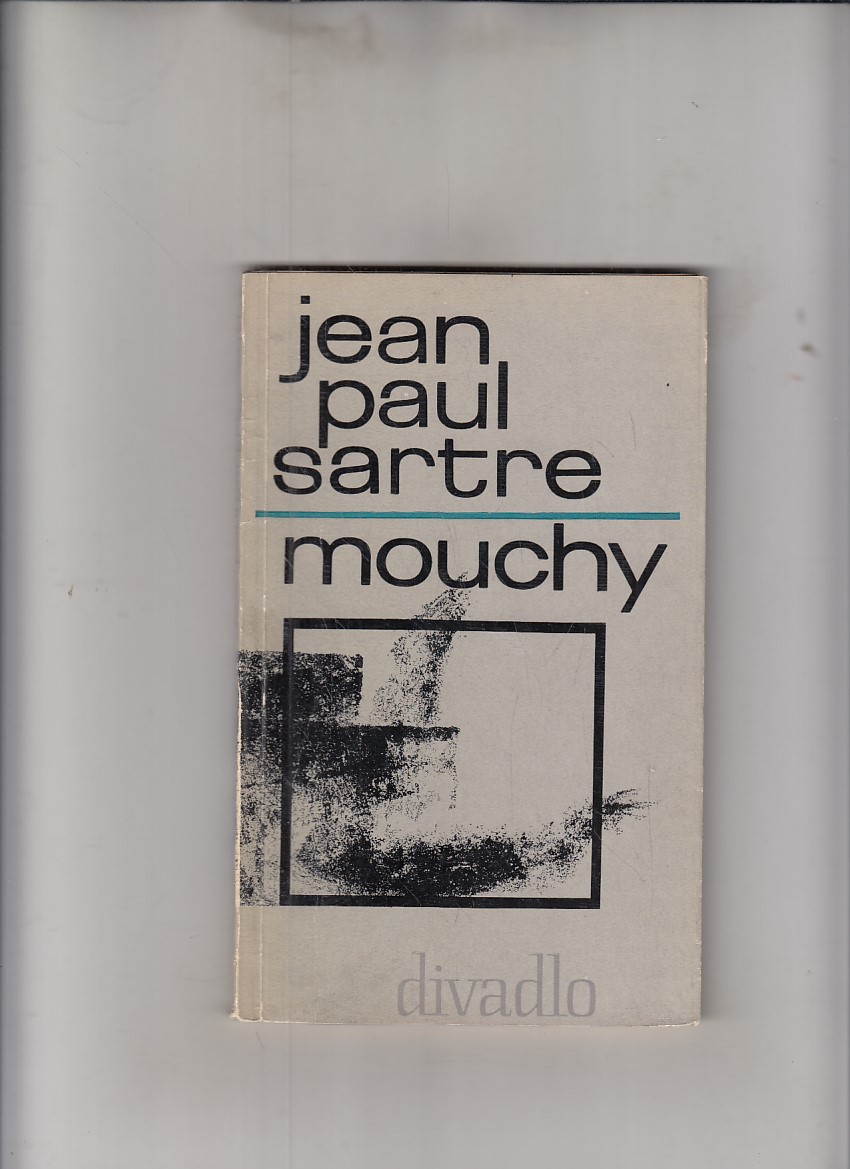 jean
paul
sartre
mouchy
divadlo